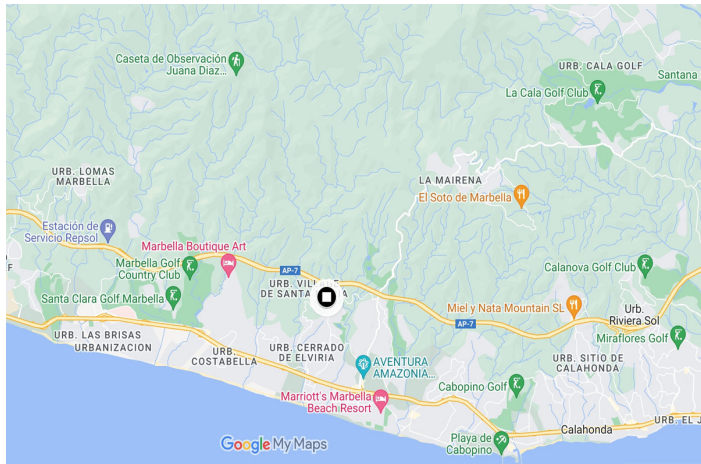 Caseta de Observación
Juana Diaz...
URB. CALA GOLF
Santana
La Cala Golf Club
URB. LOMAS
MARBELLA
LA MAIRENA
El Soto de Marbella
Estación de
Servicio Repsol
Marbella Boutique Art
Marbella Golf
Country Club
AP-7
Calanova Golf Club
URB.
DE SANTA
Santa Clara Golf Marbella
Miel y Nata Mountain SL
Urb.
Riviera Sol
AP-7
Miraflores Golf
URB. LAS BRISAS
URBANIZATION
URB.
COSTABELLA
URB. CERRADO
DE ELVIRIA
AVENTURA
AMAZONIA...
URB. SITIO DE
CALAHONDA
Cabopino Golf
Marriott's Marbella
Beach Resort
URB. EL J
Calahonda
Playa de
Cabopino
Google My Maps